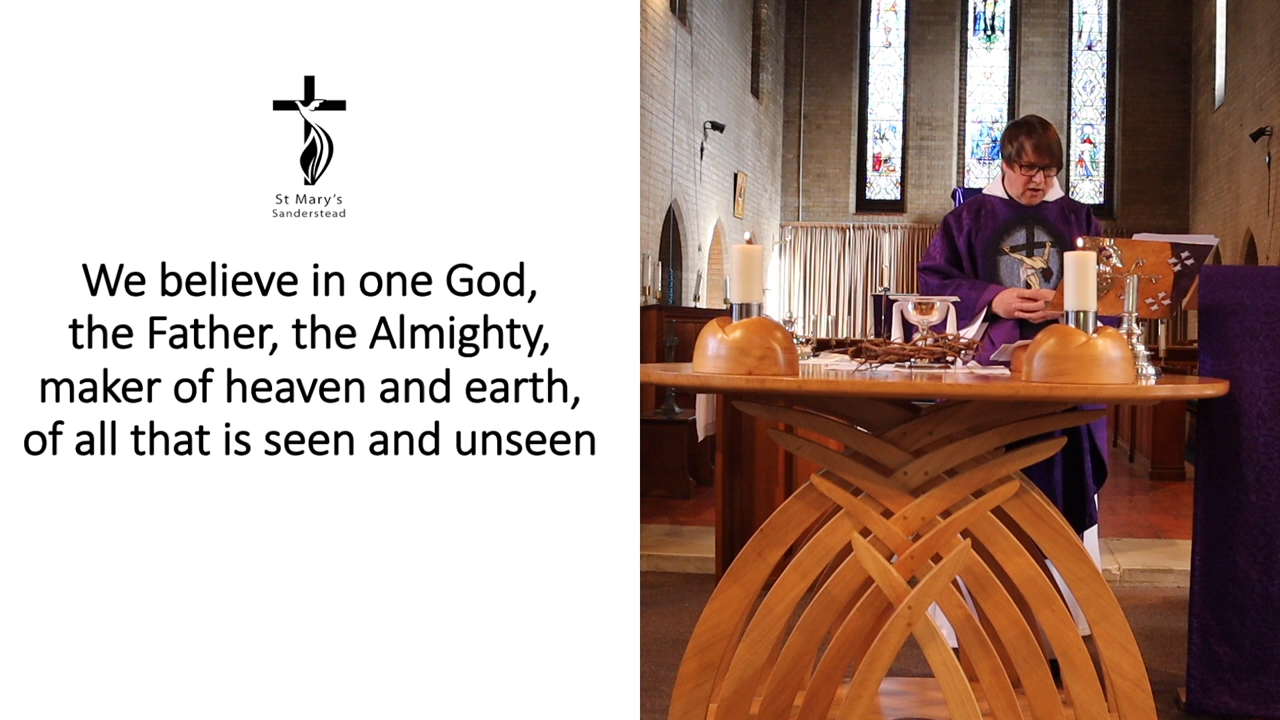 St Mary's
Sanderstead
We believe in one God,
the Father, the Almighty,
maker of heaven and earth,
of all that is seen and unseen